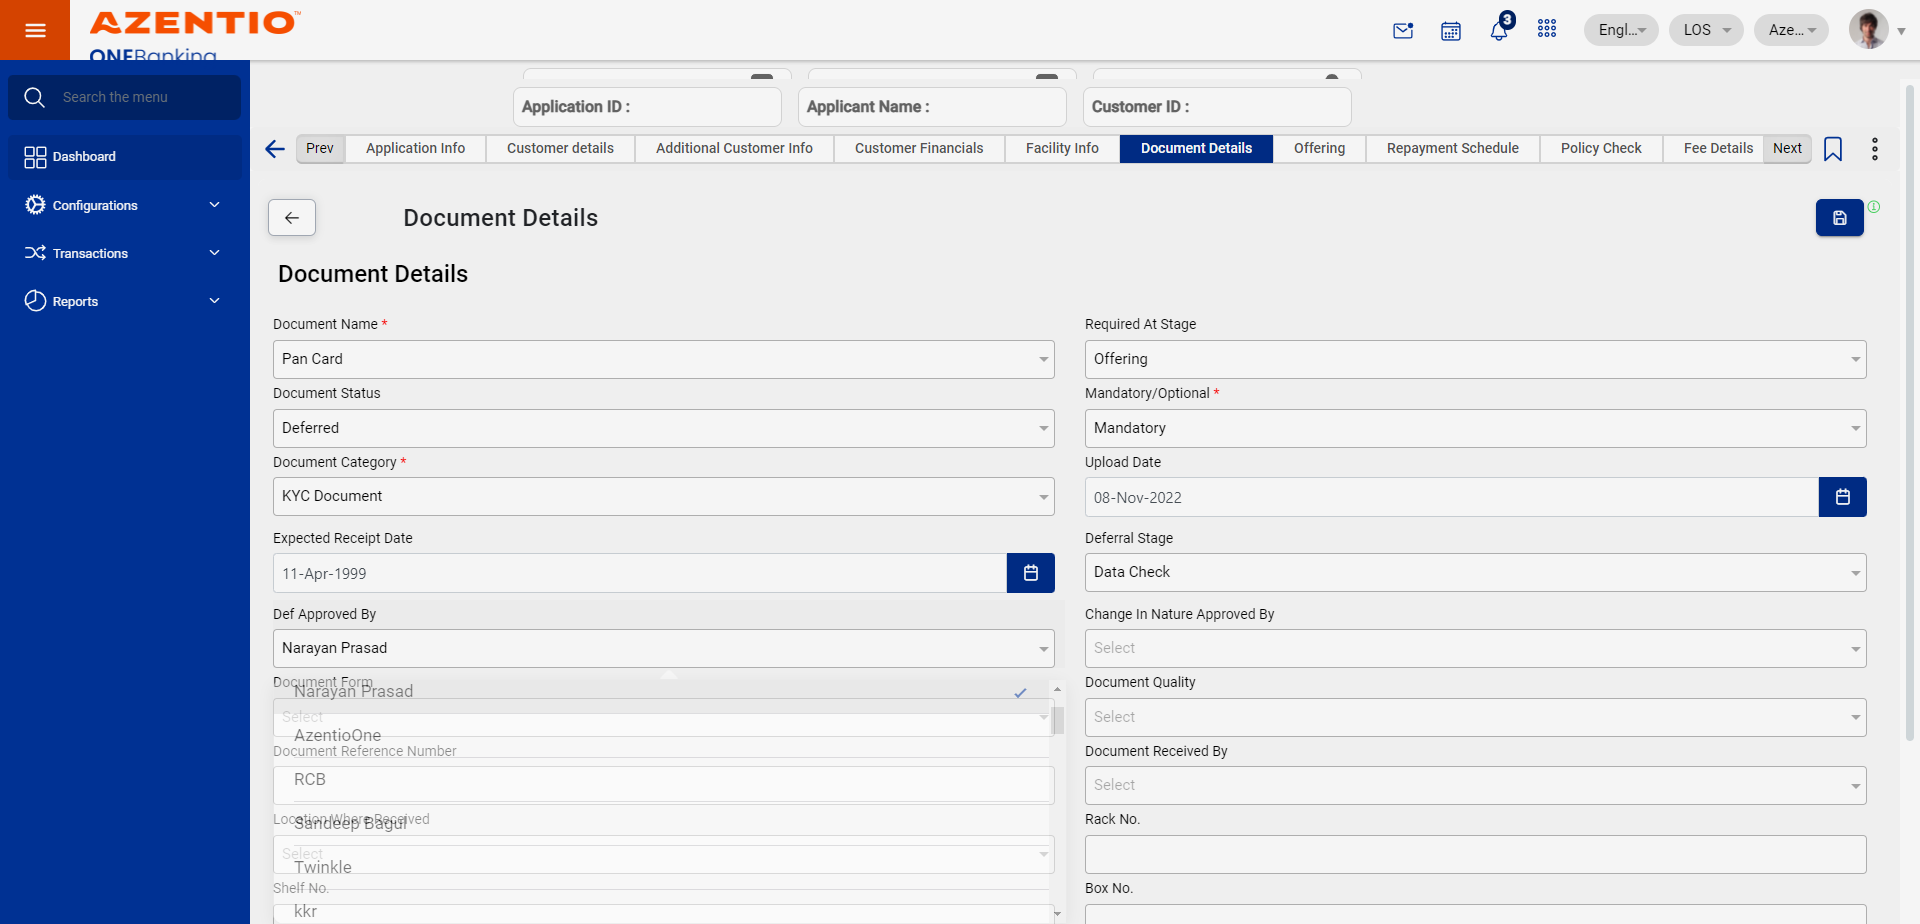 AZENTIO™
ONEBanking
3
Engl...
LOS
Aze...
Search the menu
Dashboard
Configurations
Transactions
Reports
Application ID :
Applicant Name :
Customer ID :
Prev
Application Info
Customer details
Additional Customer Info
Customer Financials
Facility Info
Document Details
Offering
Repayment Schedule
Policy Check
Fee Details
Next
Document Details
Document Details
Document Name *
Pan Card
Required At Stage
Offering
Document Status
Deferred
Mandatory/Optional *
Mandatory
Document Category *
KYC Document
Upload Date
08-Nov-2022
Expected Receipt Date
11-Apr-1999
Deferral Stage
Data Check
Def Approved By
Narayan Prasad
Change In Nature Approved By
Select
Document Form
Narayan Prasad
Select
Document Quality
Select
AzentioOne
Document Reference Number
RCB
Document Received By
Select
Location Where Received
Sandeep Bagul
Select
Rack No.
Twinkle
Shelf No.
kkr
Box No.